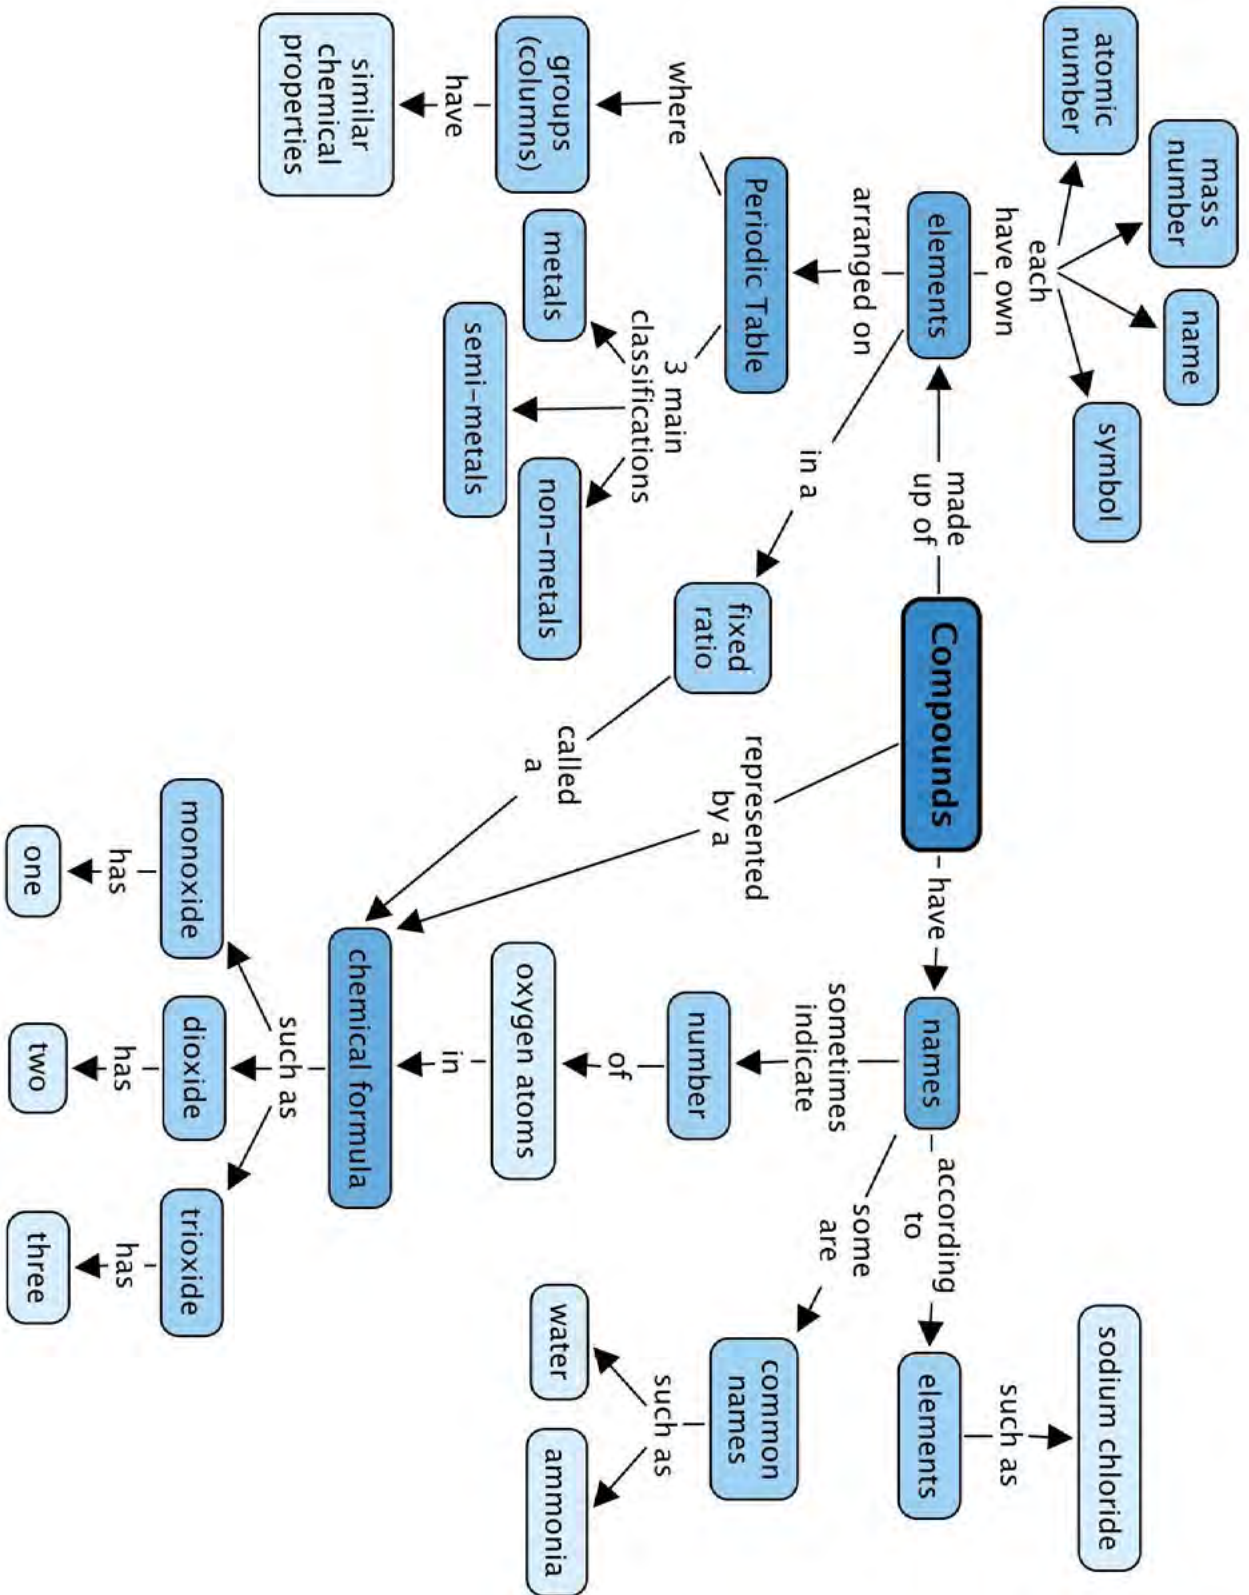 mass
number
atomic
number
name
symbol
sodium chloride
each
have own
such as
elements
made
up of
Compounds
have
names
according
to
elements
arranged on
in a
represented
by a
sometimes
indicate
some
are
Periodic Table
where
3 main
classifications
fixed
ratio
number
common
names
groups
(columns)
metals
semi-metals
non-metals
called
a
of
such as
have
oxygen atoms
water
ammonia
similar
chemical
properties
in
chemical formula
such as
monoxide
dioxide
trioxide
has
has
has
one
two
three